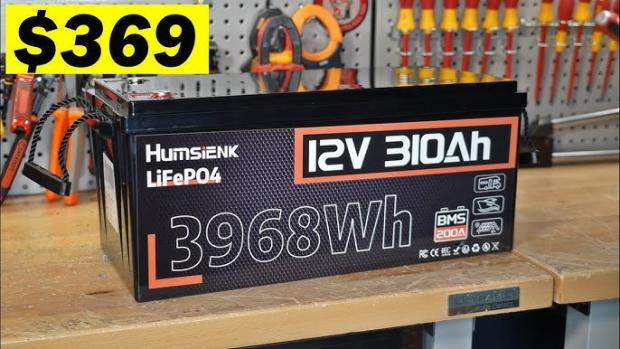 $369
Humsienk
LiFePO4
12V 310Ah
3968Wh
BMS
200A